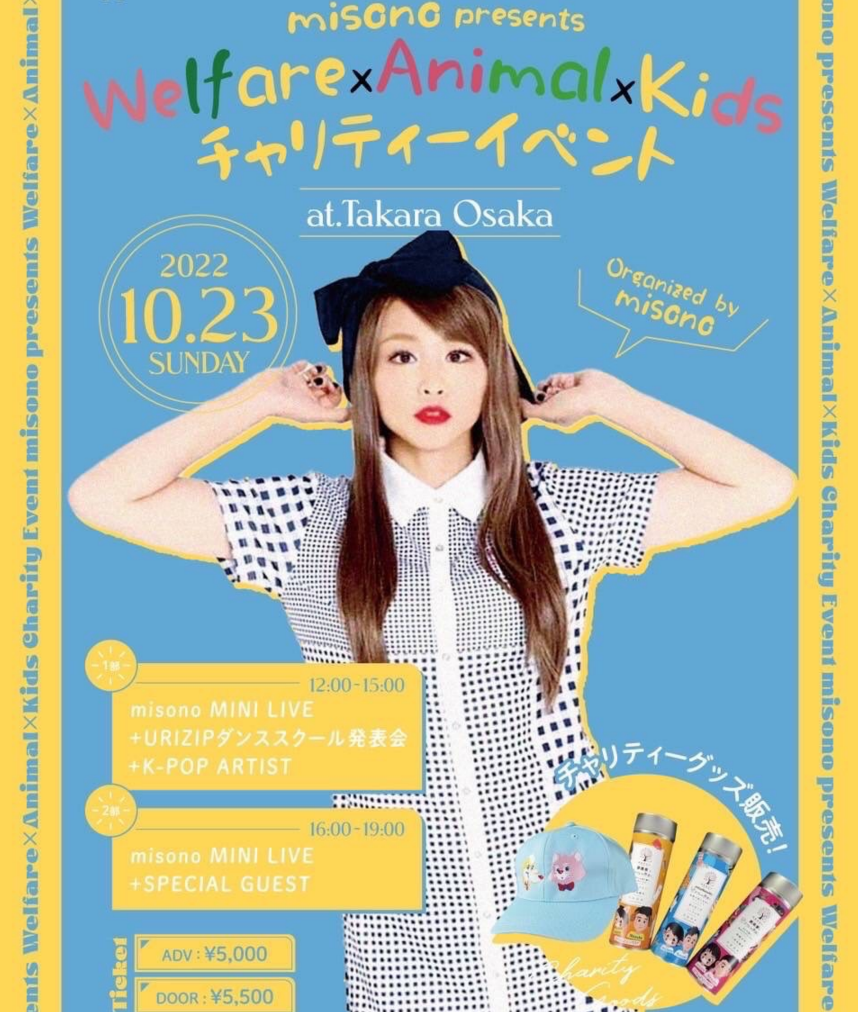 misono presents
Welfare×Animal×Kids
チャリティーイベント
at.Takara Osaka
2022
10.23
SUNDAY
Organized by
misono
1部
12:00-15:00
misono MINI LIVE
+URIZIPダンススクール発表会
+K-POP ARTIST
2部
16:00-19:00
misono MINI LIVE
+SPECIAL GUEST
Ticket
ADV : ¥5,000
DOOR : ¥5,500
チャリティーグッズ販売!
Charity
Goods
ents Welfare×Animal×Kids Charity Event misono presents Welfare×Animal×
ono presents Welfare×Animal×Kids Charity Event misono presents Welfare